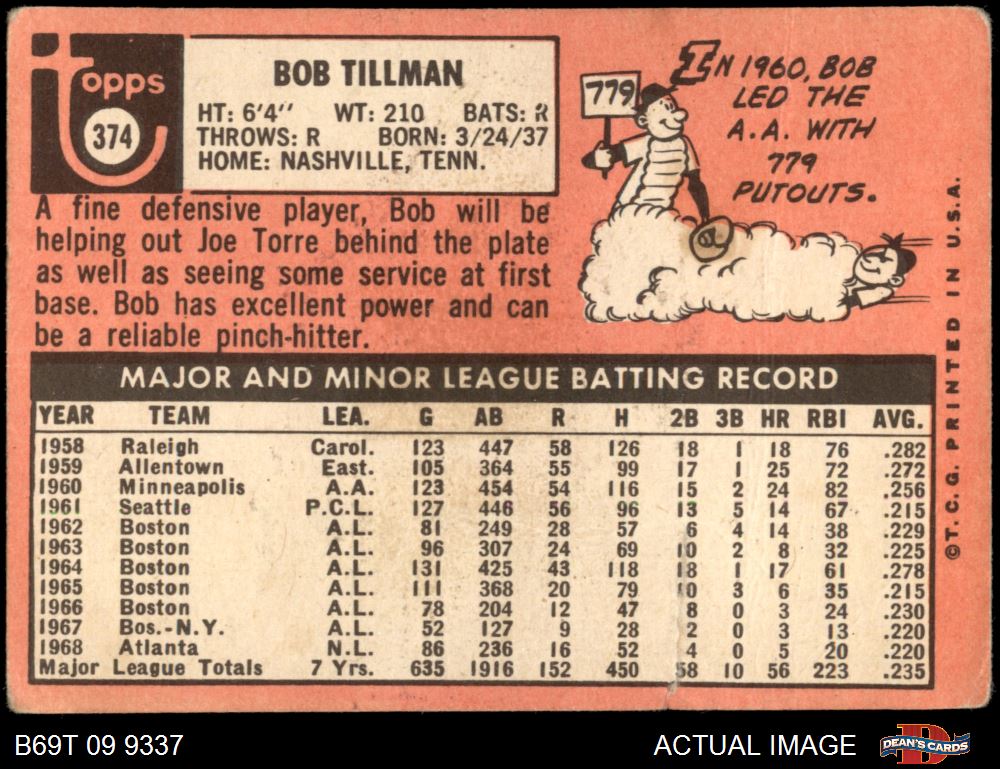 Topps
374
BOB TILLMAN
HT: 6'4" WT: 210 BATS: R
THROWS: R BORN: 3/24/37
HOME: NASHVILLE, TENN.
A fine defensive player, Bob will be
helping out Joe Torre behind the plate
as well as seeing some service at first
base. Bob has excellent power and can
be a reliable pinch-hitter.
779
IN 1960, BOB
LED THE
A.A. WITH
779
PUTOUTS.
MAJOR AND MINOR LEAGUE BATTING RECORD
YEAR TEAM LEA. G AB R H 2B 3B HR RBI AVG.
1958 Raleigh Carol. 123 447 58 126 18 1 18 76 .282
1959 Allentown East. 105 364 55 99 17 1 25 72 .272
1960 Minneapolis A.A. 123 454 54 116 15 2 24 82 .256
1961 Seattle P.C.L. 127 446 56 96 13 5 14 67 .215
1962 Boston A.L. 81 249 28 57 6 4 14 38 .229
1963 Boston A.L. 96 307 24 69 10 2 8 32 .225
1964 Boston A.L. 131 425 43 118 18 1 17 61 .278
1965 Boston A.L. 111 368 20 79 10 3 6 35 .215
1966 Boston A.L. 78 204 12 47 8 0 3 24 .230
1967 Bos.-N.Y. A.L. 52 127 9 28 2 0 3 13 .220
1968 Atlanta N.L. 86 236 16 52 4 0 5 20 .220
Major League Totals 7 Yrs. 635 1916 152 450 58 10 56 223 .235
©T.C.G. PRINTED IN U.S.A.
B69T 09 9337
ACTUAL IMAGE
DEAN'S CARDS